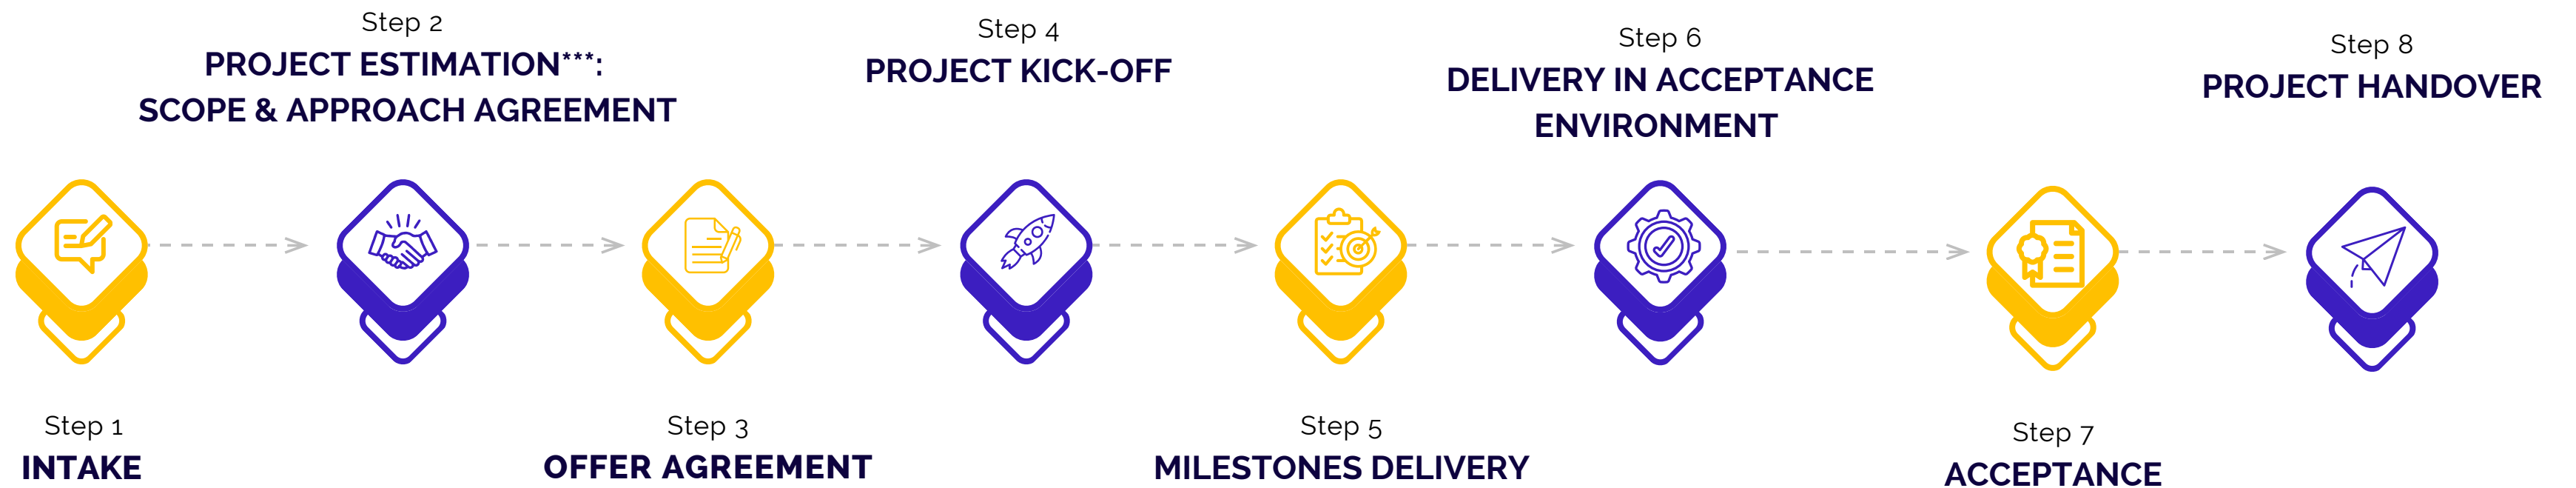 Step 1
INTAKE
Step 2
PROJECT ESTIMATION***:
SCOPE & APPROACH AGREEMENT
Step 3
OFFER AGREEMENT
Step 4
PROJECT KICK-OFF
Step 5
MILESTONES DELIVERY
Step 6
DELIVERY IN ACCEPTANCE
ENVIRONMENT
Step 7
ACCEPTANCE
Step 8
PROJECT HANDOVER